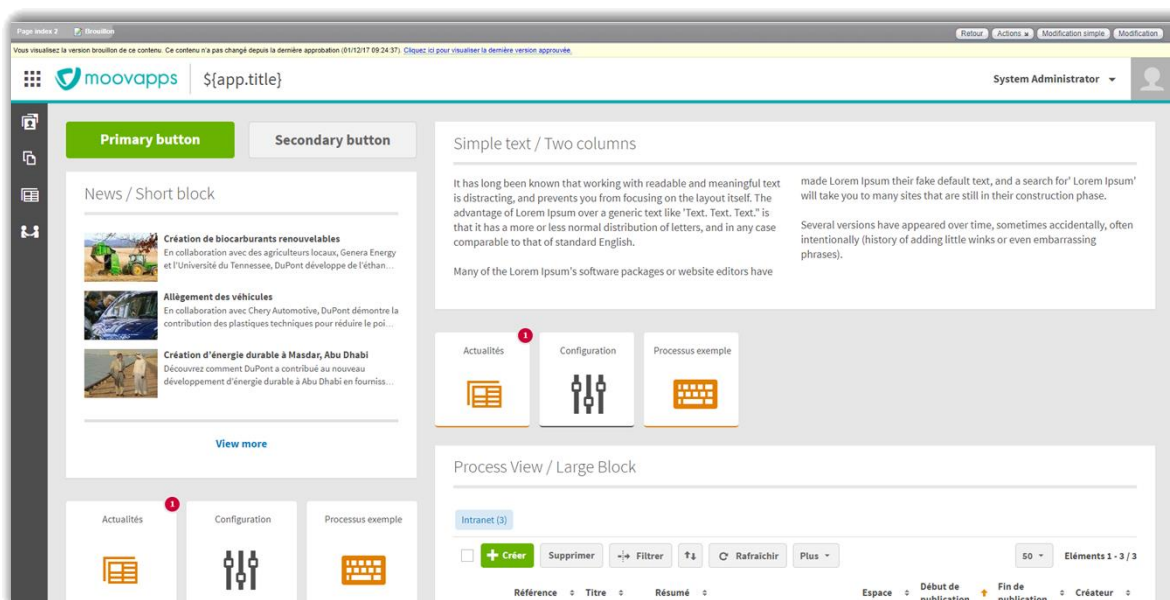 Page index 2 Brouillon
Retour Actions Modification simple Modification
Vous visualisez la version brouillon de ce contenu. Ce contenu n'a pas changé depuis la dernière approbation (01/12/17 09:24:37). Cliquez ici pour visualiser la dernière version approuvée.
moovapps ${app.title}
System Administrator
Primary button
Secondary button
News / Short block
Création de biocarburants renouvelables
En collaboration avec des agriculteurs locaux, Genera Energy
et l'Université du Tennessee, DuPont développe de l'éthan...
Allègement des véhicules
En collaboration avec Chery Automotive, DuPont démontre la
contribution des plastiques techniques pour réduire le poi...
Création d'énergie durable à Masdar, Abu Dhabi
Découvrez comment DuPont a contribué au nouveau
développement d'énergie durable à Abu Dhabi en fourniss...
View more
1
Actualités
Configuration
Processus exemple
Simple text / Two columns
It has long been known that working with readable and meaningful text
is distracting, and prevents you from focusing on the layout itself. The
advantage of Lorem Ipsum over a generic text like 'Text. Text. Text." is
that it has a more or less normal distribution of letters, and in any case
comparable to that of standard English.
Many of the Lorem Ipsum's software packages or website editors have
made Lorem Ipsum their fake default text, and a search for' Lorem Ipsum'
will take you to many sites that are still in their construction phase.
Several versions have appeared over time, sometimes accidentally, often
intentionally (history of adding little winks or even embarrassing
phrases).
1
Actualités
Configuration
Processus exemple
Process View / Large Block
Intranet (3)
Créer Supprimer Filtrer Rafraîchir Plus 50 Eléments 1 - 3 / 3
Référence Titre Résumé Espace Début de publication Fin de publication Créateur